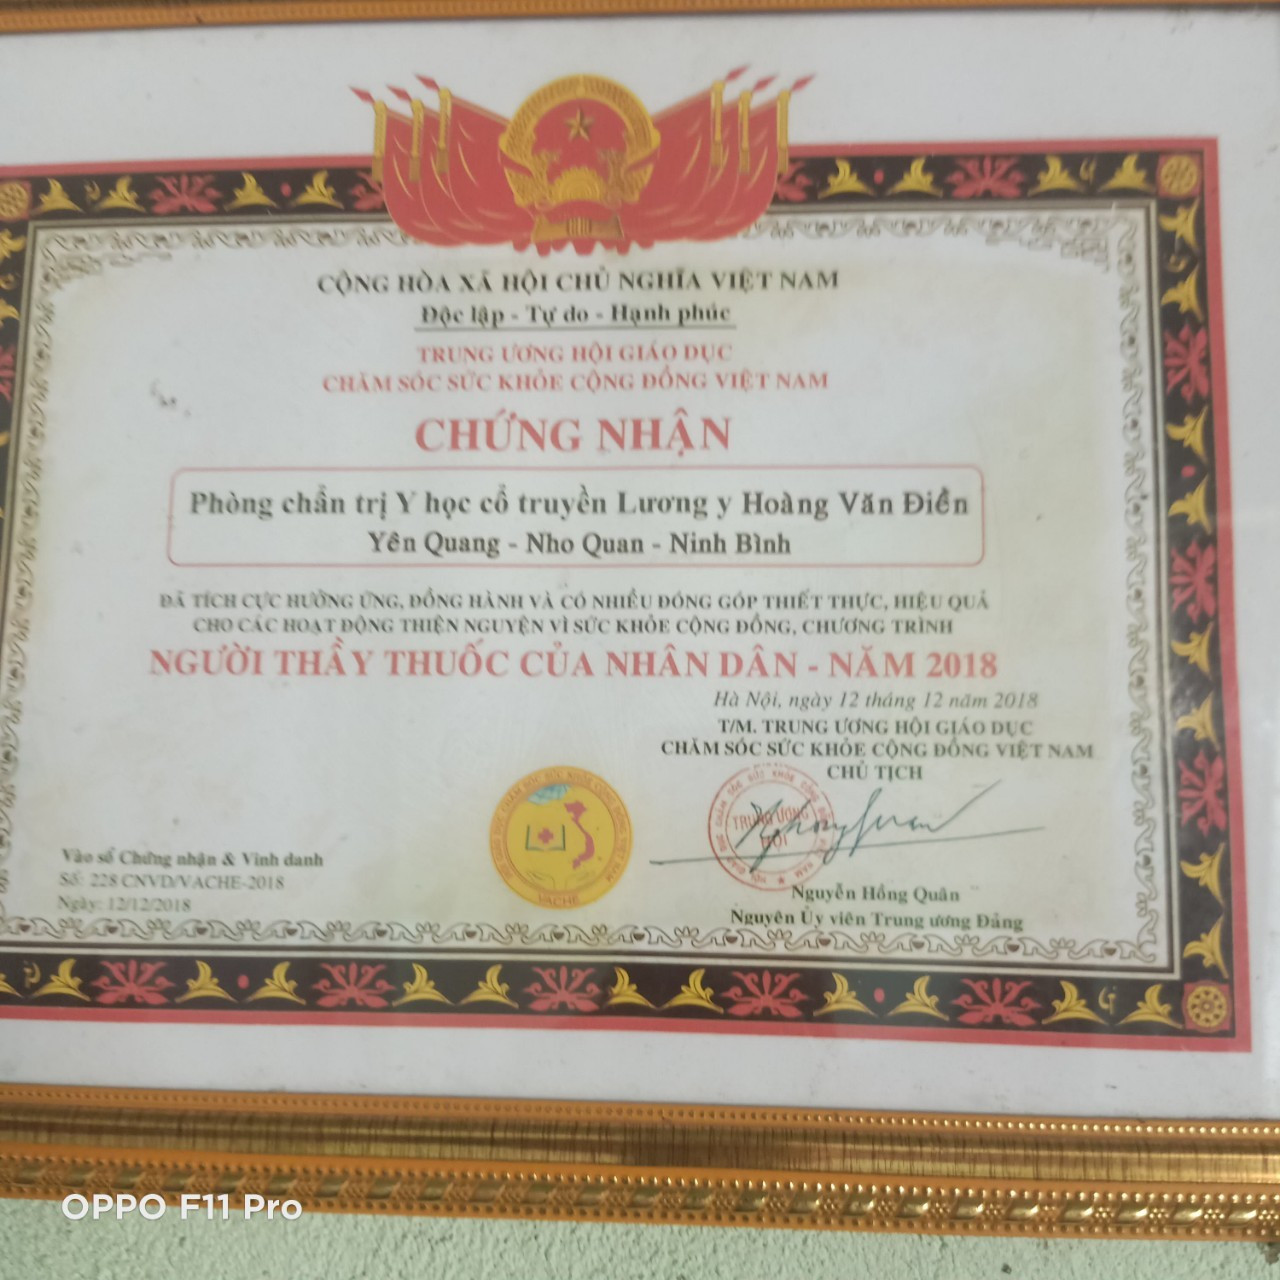 CỘNG HÒA XÃ HỘI CHỦ NGHĨA VIỆT NAM
Độc lập - Tự do - Hạnh phúc
TRUNG ƯƠNG HỘI GIÁO DỤC
CHĂM SÓC SỨC KHỎE CỘNG ĐỒNG VIỆT NAM
CHỨNG NHẬN
Phòng chẩn trị Y học cổ truyền Lương y Hoàng Văn Điền
Yên Quang - Nho Quan - Ninh Bình
ĐÃ TÍCH CỰC HƯỞNG ỨNG, ĐỒNG HÀNH VÀ CÓ NHIỀU ĐÓNG GÓP THIẾT THỰC, HIỆU QUẢ
CHO CÁC HOẠT ĐỘNG THIỆN NGUYỆN VÌ SỨC KHỎE CỘNG ĐỒNG, CHƯƠNG TRÌNH
NGƯỜI THẦY THUỐC CỦA NHÂN DÂN - NĂM 2018
Hà Nội, ngày 12 tháng 12 năm 2018
T/M. TRUNG ƯƠNG HỘI GIÁO DỤC
CHĂM SÓC SỨC KHỎE CỘNG ĐỒNG VIỆT NAM
CHỦ TỊCH
TRUNG ƯƠNG
HỘI
VACHE
Vào sổ Chứng nhận & Vinh danh
Số: 228 CNVD/VACHE-2018
Ngày: 12/12/2018
Nguyễn Hồng Quân
Nguyên Ủy viên Trung ương Đảng
OPPO F11 Pro